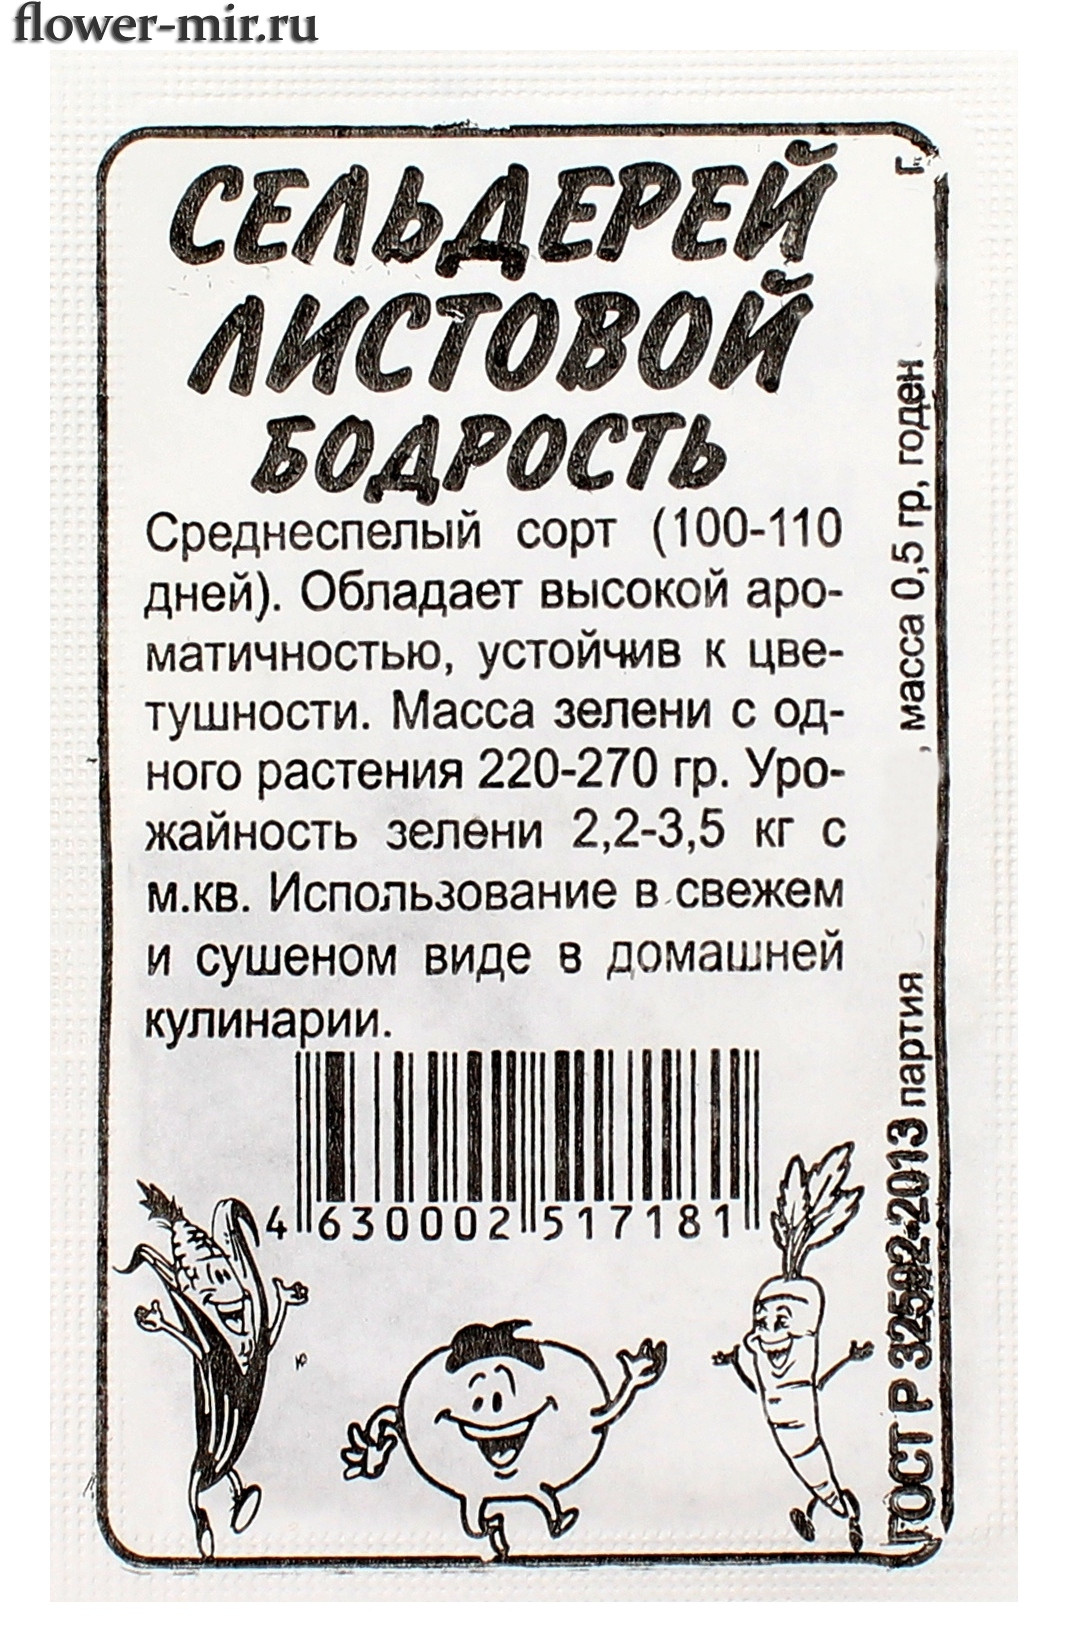 flower-mir.ru
СЕЛЬДЕРЕЙ
ЛИСТОВОЙ
БОДРОСТЬ
Среднеспелый сорт (100-110
дней). Обладает высокой аро-
матичностью, устойчив к цве-
тушности. Масса зелени с од-
ного растения 220-270 гр. Уро-
жайность зелени 2,2-3,5 кг с
м.кв. Использование в свежем
и сушеном виде в домашней
кулинарии.
4 630002 517181
ГОСТ Р 32592-2013 партия , масса 0,5 гр, годен г